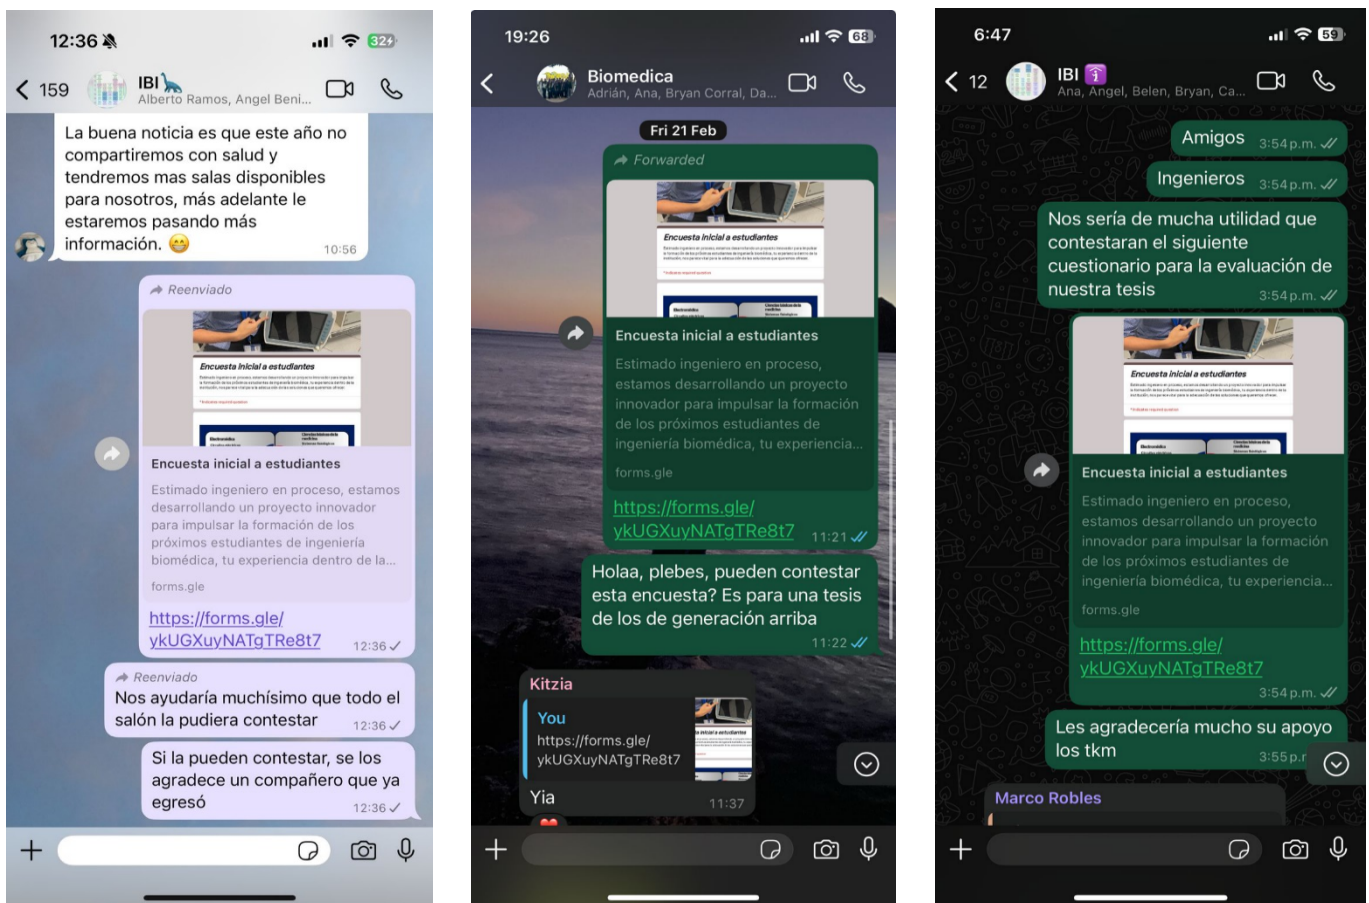 12:36
32
159
IBI
Alberto Ramos, Angel Beni...
La buena noticia es que este año no
compartiremos con salud y
tendremos mas salas disponibles
para nosotros, más adelante le
estaremos pasando más
información. 😁
10:56
Reenviado
Encuesta inicial a estudiantes
Encuesta inicial a estudiantes
Estimado ingeniero en proceso, estamos
desarrollando un proyecto innovador
para impulsar la formación de los
próximos estudiantes de ingeniería
biomédica, tu experiencia dentro de la...
forms.gle
https://forms.gle/
ykUGXuyNATgTRe8t7
12:36
Reenviado
Nos ayudaría muchísimo que todo el
salón la pudiera contestar
12:36
Si la pueden contestar, se los
agradece un compañero que ya
egresó
12:36
19:26
68
Biomedica
Adrián, Ana, Bryan Corral, Da...
Fri 21 Feb
Forwarded
Encuesta inicial a estudiantes
Encuesta inicial a estudiantes
Estimado ingeniero en proceso,
estamos desarrollando un proyecto
innovador para impulsar la formación
de los próximos estudiantes de
ingeniería biomédica, tu experiencia...
forms.gle
https://forms.gle/
ykUGXuyNATgTRe8t7
11:21
Holaa, plebes, pueden contestar
esta encuesta? Es para una tesis
de los de generación arriba
11:22
Kitzia
You
https://forms.gle/
ykUGXuyNATgTRe8t7
Yia
11:37
6:47
59
12
IBI
Ana, Angel, Belen, Bryan, Ca...
Amigos
3:54 p.m.
Ingenieros
3:54 p.m.
Nos sería de mucha utilidad que
contestaran el siguiente
cuestionario para la evaluación de
nuestra tesis
3:54 p.m.
Encuesta inicial a estudiantes
Encuesta inicial a estudiantes
Estimado ingeniero en proceso,
estamos desarrollando un proyecto
innovador para impulsar la formación
de los próximos estudiantes de
ingeniería biomédica, tu experiencia...
forms.gle
https://forms.gle/
ykUGXuyNATgTRe8t7
3:54 p.m.
Les agradecería mucho su apoyo
los tkm
3:55 p.
Marco Robles